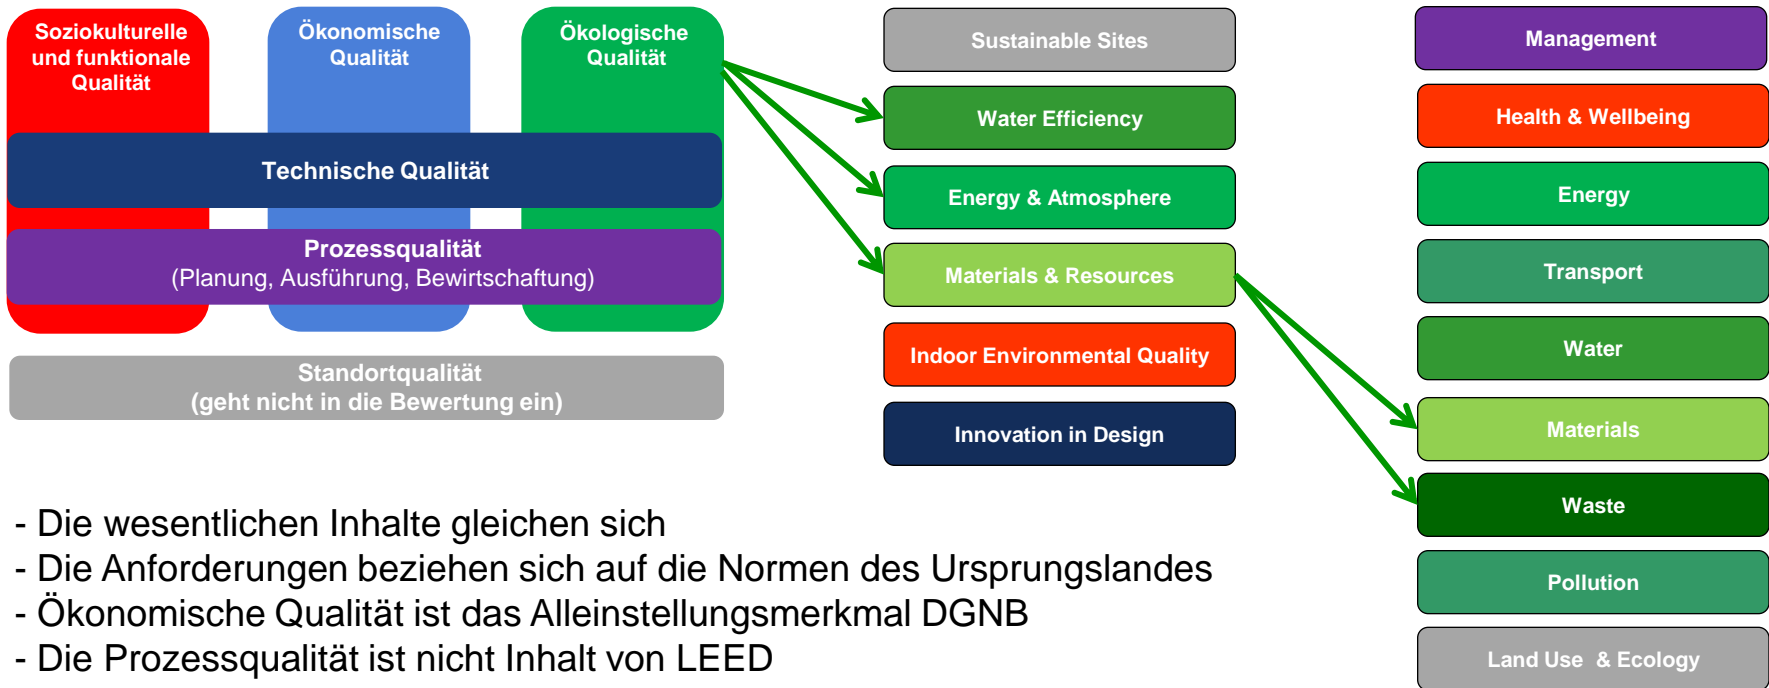 Soziokulturelle
und funktionale
Qualität
Ökonomische
Qualität
Ökologische
Qualität
Technische Qualität
Prozessqualität
(Planung, Ausführung, Bewirtschaftung)
Standortqualität
(geht nicht in die Bewertung ein)
Sustainable Sites
Water Efficiency
Energy & Atmosphere
Materials & Resources
Indoor Environmental Quality
Innovation in Design
Management
Health & Wellbeing
Energy
Transport
Water
Materials
Waste
Pollution
Land Use & Ecology
- Die wesentlichen Inhalte gleichen sich
- Die Anforderungen beziehen sich auf die Normen des Ursprungslandes
- Ökonomische Qualität ist das Alleinstellungsmerkmal DGNB
- Die Prozessqualität ist nicht Inhalt von LEED